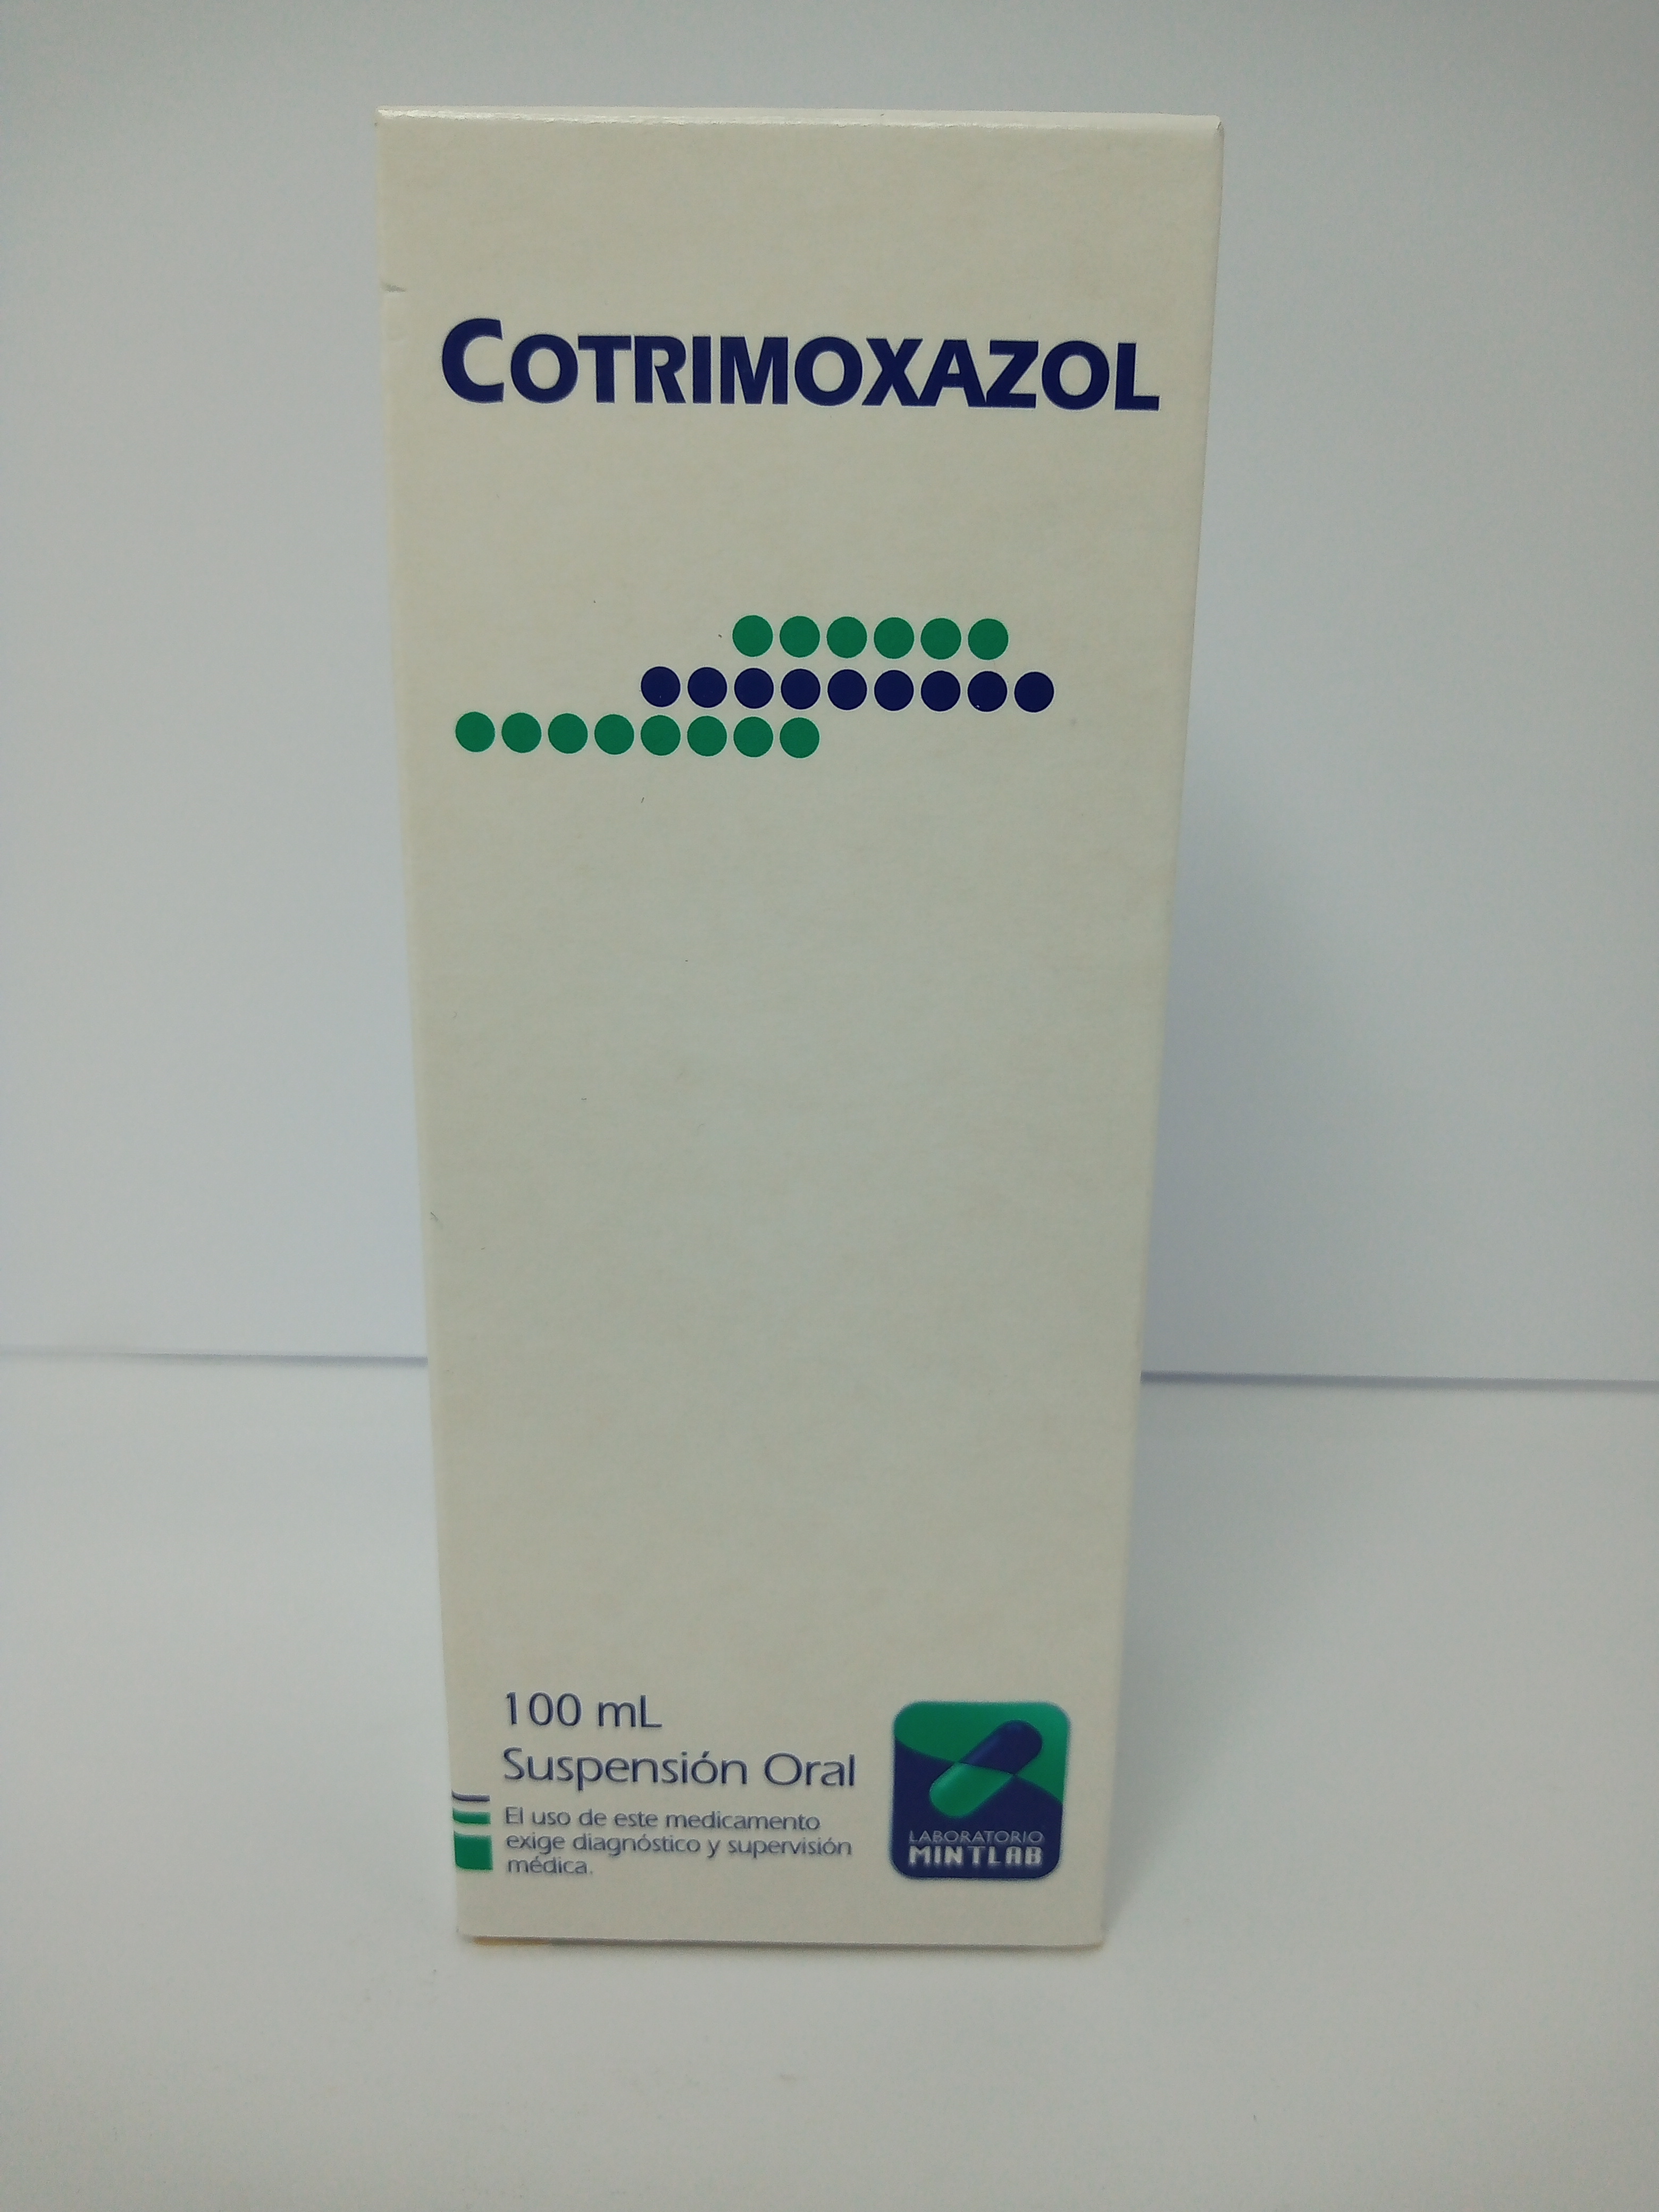 COTRIMOXAZOL
100 mL
Suspensión Oral
El uso de este medicamento
exige diagnóstico y supervisión
médica.
LABORATORIO
MINTLAB